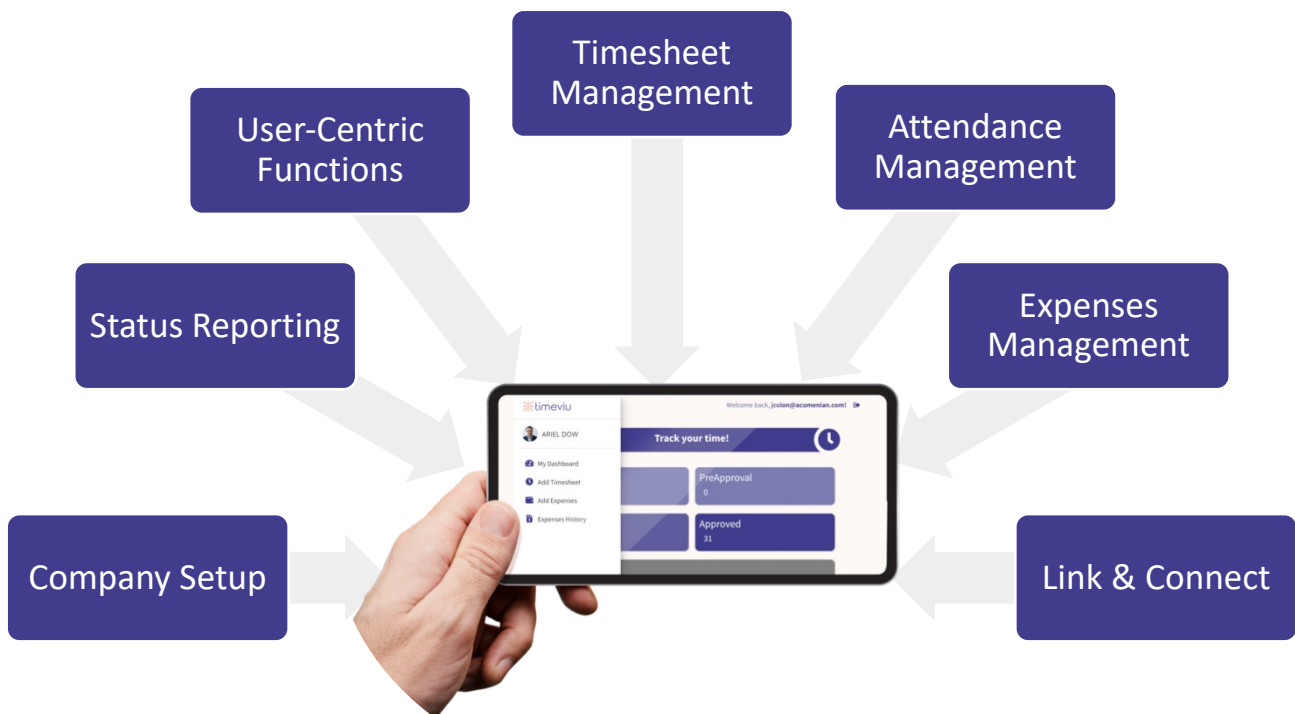 Timesheet
Management
User-Centric
Functions
Attendance
Management
Status Reporting
Expenses
Management
Company Setup
Link & Connect
timeviu
Welcome back, jcolon@acumenian.com!
ARIEL DOW
Track your time!
My Dashboard
Add Timesheet
Add Expenses
Expenses History
PreApproval
0
Approved
31